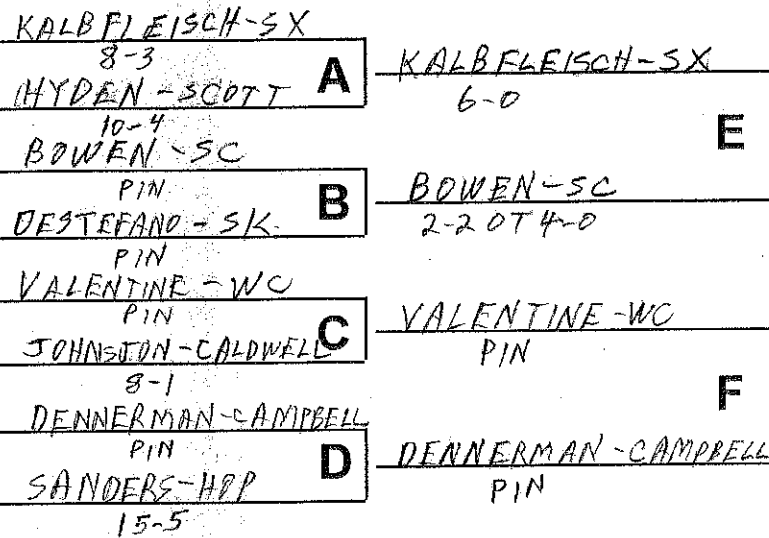 KALBFLEISCH-SX
8-3
HYDEN-SCOTT
10-4
A
KALBFLEISCH-SX
6-0
BOWEN-SC
PIN
DESTEFANO-SK
PIN
B
BOWEN-SC
2-2 OT 4-0
E
VALENTINE-WC
PIN
JOHNSTON-CALDWELL
8-1
C
VALENTINE-WC
PIN
DENNERMAN-CAMPBELL
PIN
SANDERS-HPP
15-5
D
DENNERMAN-CAMPBELL
PIN
F